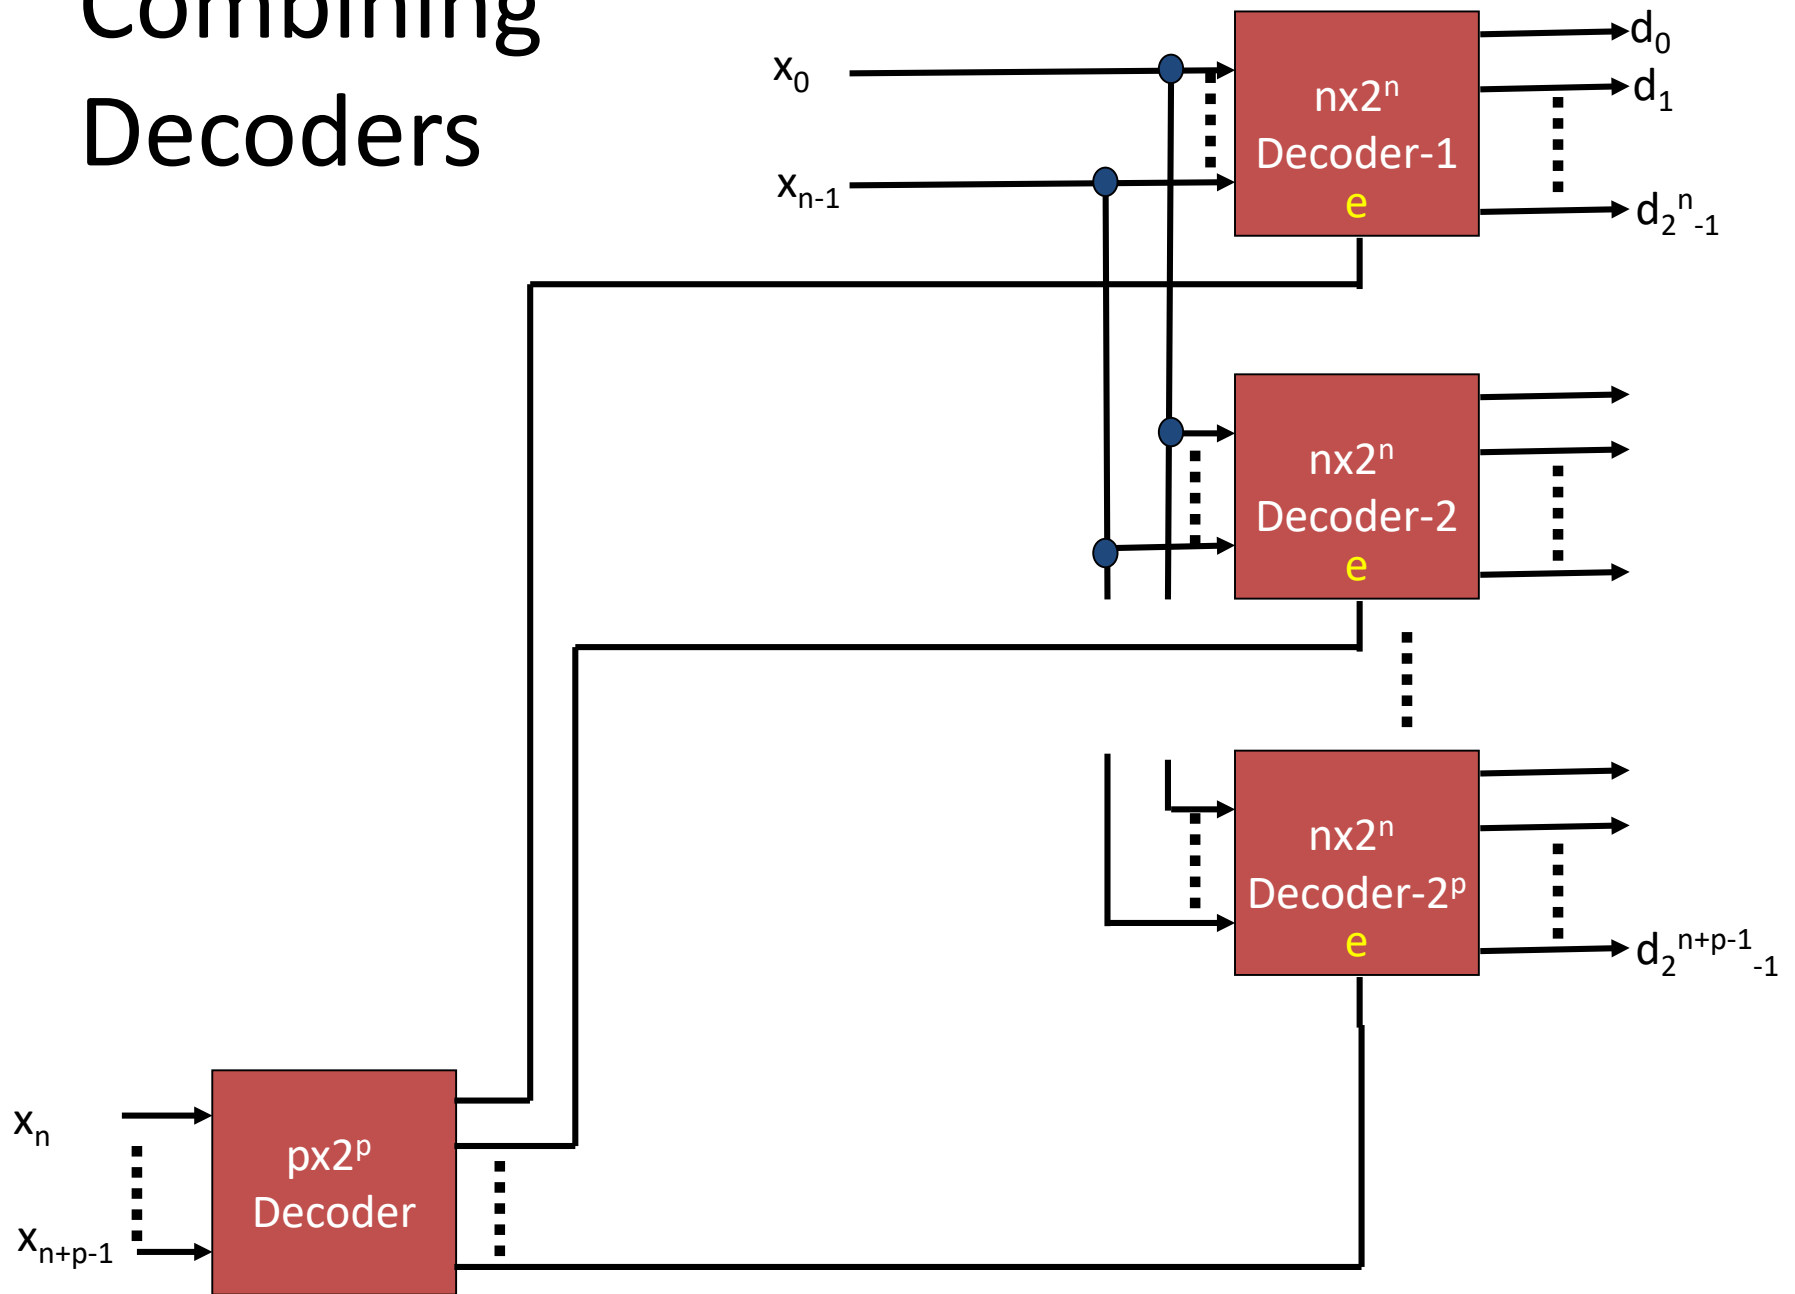 Combining
Decoders
x₀
xₙ₋₁
nx2ⁿ
Decoder-1
e
d₀
d₁
d₂ⁿ₋₁
nx2ⁿ
Decoder-2
e
nx2ⁿ
Decoder-2ᵖ
e
d₂ⁿ⁺ᵖ⁻¹₋₁
xₙ
xₙ₊ₚ₋₁
px2ᵖ
Decoder